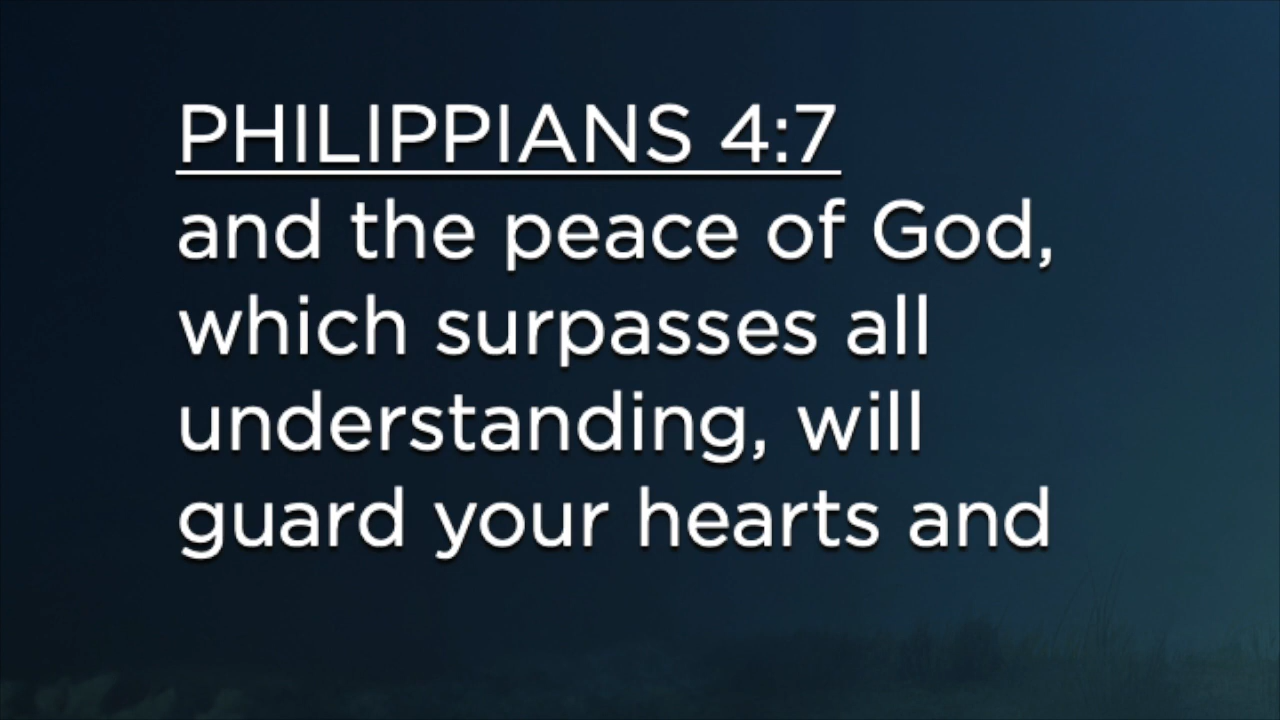 PHILIPPIANS 4:7
and the peace of God,
which surpasses all
understanding, will
guard your hearts and